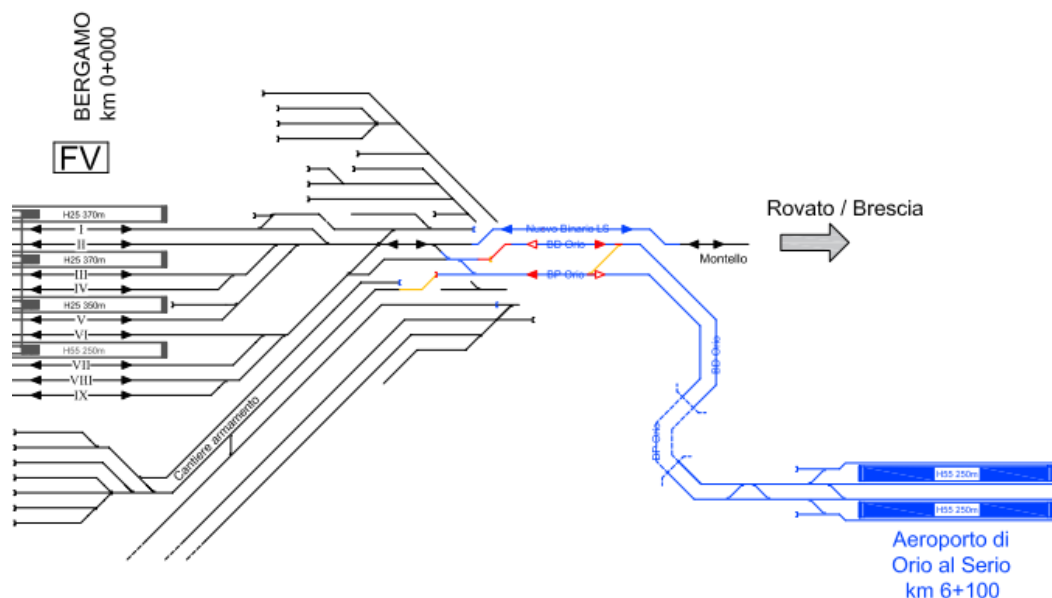 BERGAMO
km 0+000
FV
H25 370m
I
II
H25 370m
III
IV
H25 350m
V
VI
H55 250m
VII
VIII
IX
Cantiere armamento
Nuovo Binario LS
BD Orio
BP Orio
Montello
Rovato / Brescia
BD Orio
BP Orio
H55 250m
H55 250m
Aeroporto di
Orio al Serio
km 6+100